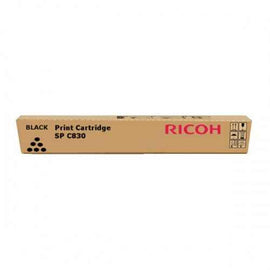 BLACK
Print Cartridge
SP C830
RICOH